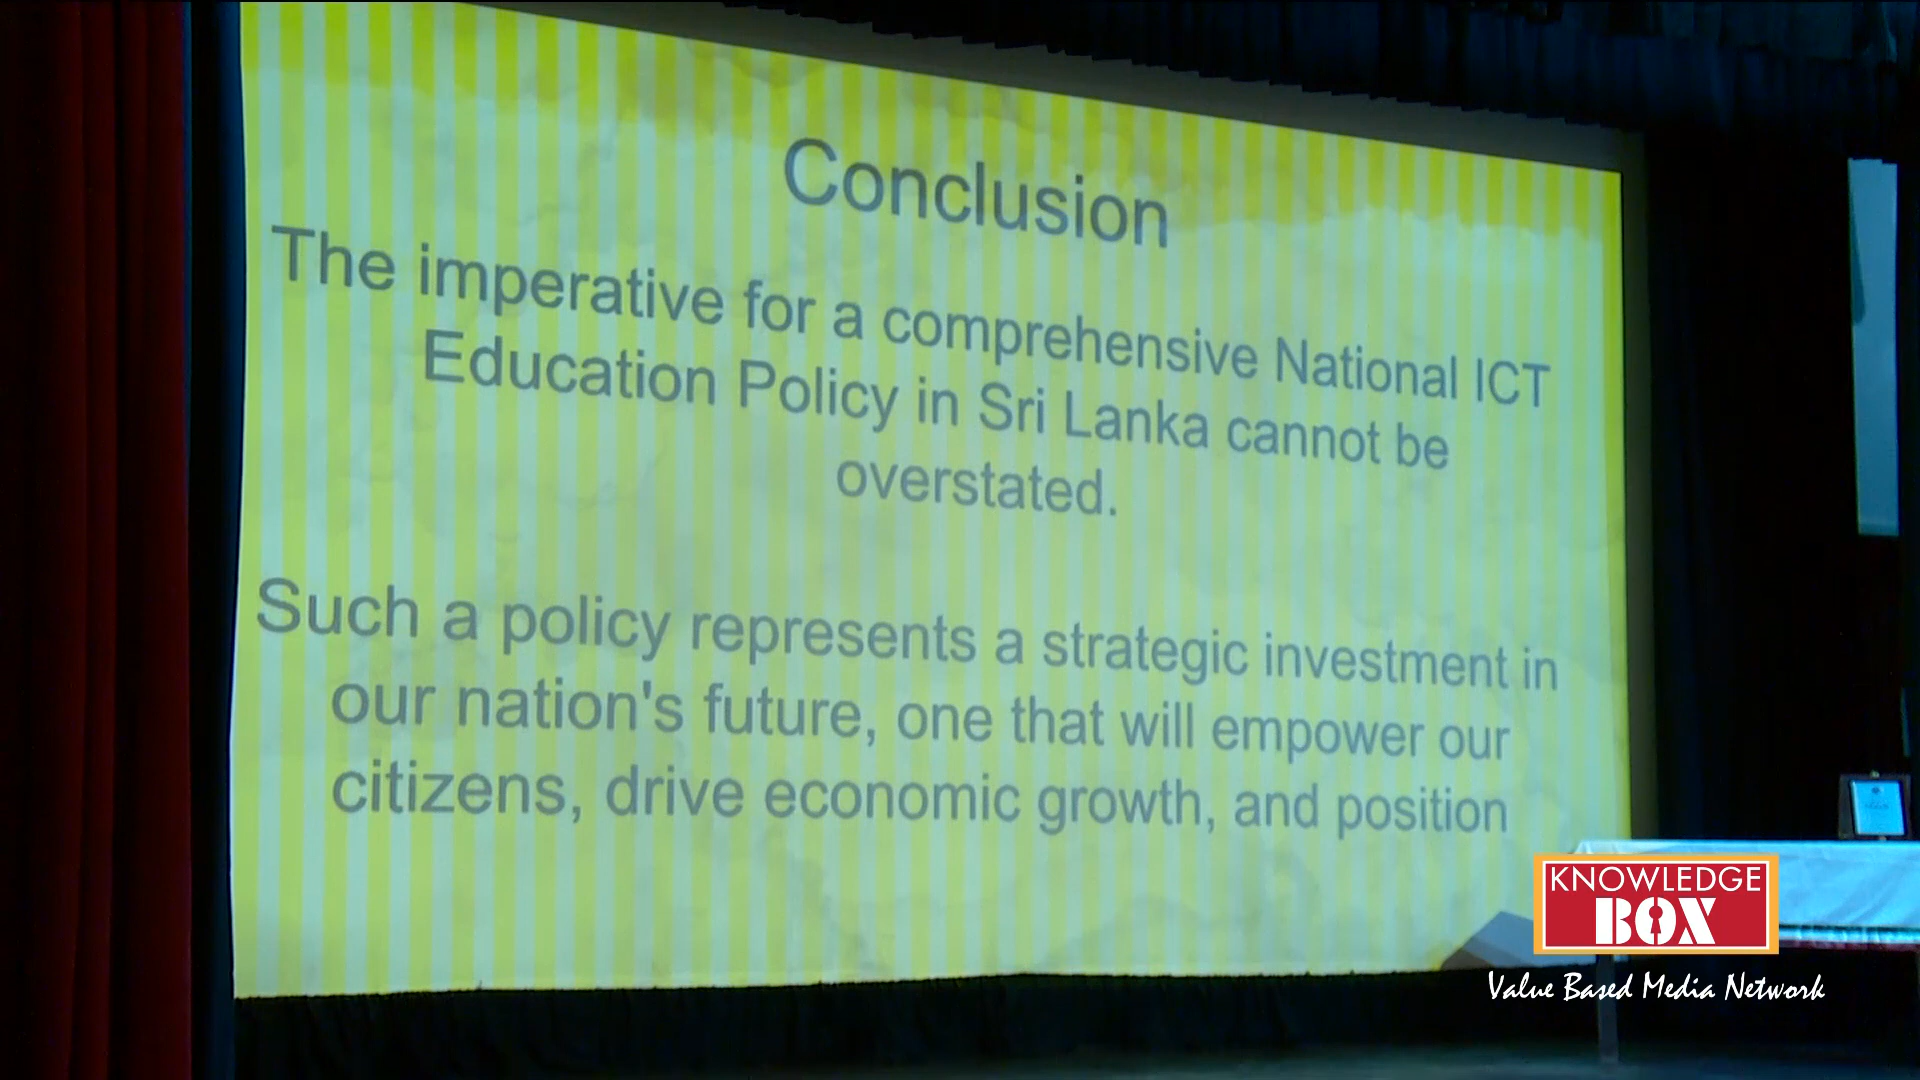 Conclusion
The imperative for a comprehensive National ICT
Education Policy in Sri Lanka cannot be
overstated.
Such a policy represents a strategic investment in
our nation's future, one that will empower our
citizens, drive economic growth, and position
KNOWLEDGE
BOX
Value Based Media Network